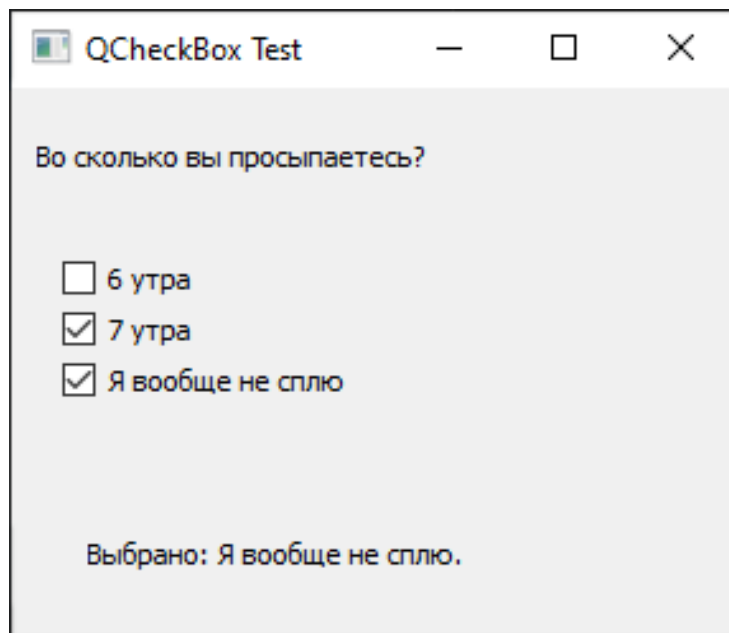 QCheckBox Test
Во сколько вы просыпаетесь?
6 утра
7 утра
Я вообще не сплю
Выбрано: Я вообще не сплю.